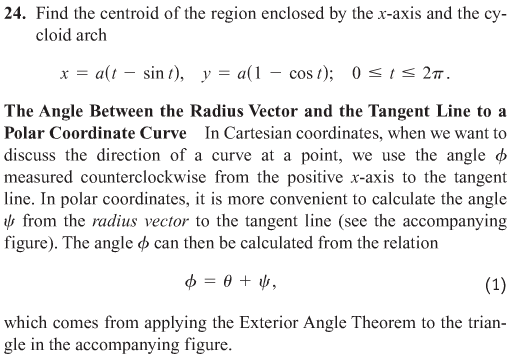 24. Find the centroid of the region enclosed by the x-axis and the cy-
cloid arch
x = a(t − sin t), y = a(1 − cos t); 0 ≤ t ≤ 2π.
The Angle Between the Radius Vector and the Tangent Line to a
Polar Coordinate Curve In Cartesian coordinates, when we want to
discuss the direction of a curve at a point, we use the angle ϕ
measured counterclockwise from the positive x-axis to the tangent
line. In polar coordinates, it is more convenient to calculate the angle
ψ from the radius vector to the tangent line (see the accompanying
figure). The angle ϕ can then be calculated from the relation
ϕ = θ + ψ, (1)
which comes from applying the Exterior Angle Theorem to the trian-
gle in the accompanying figure.